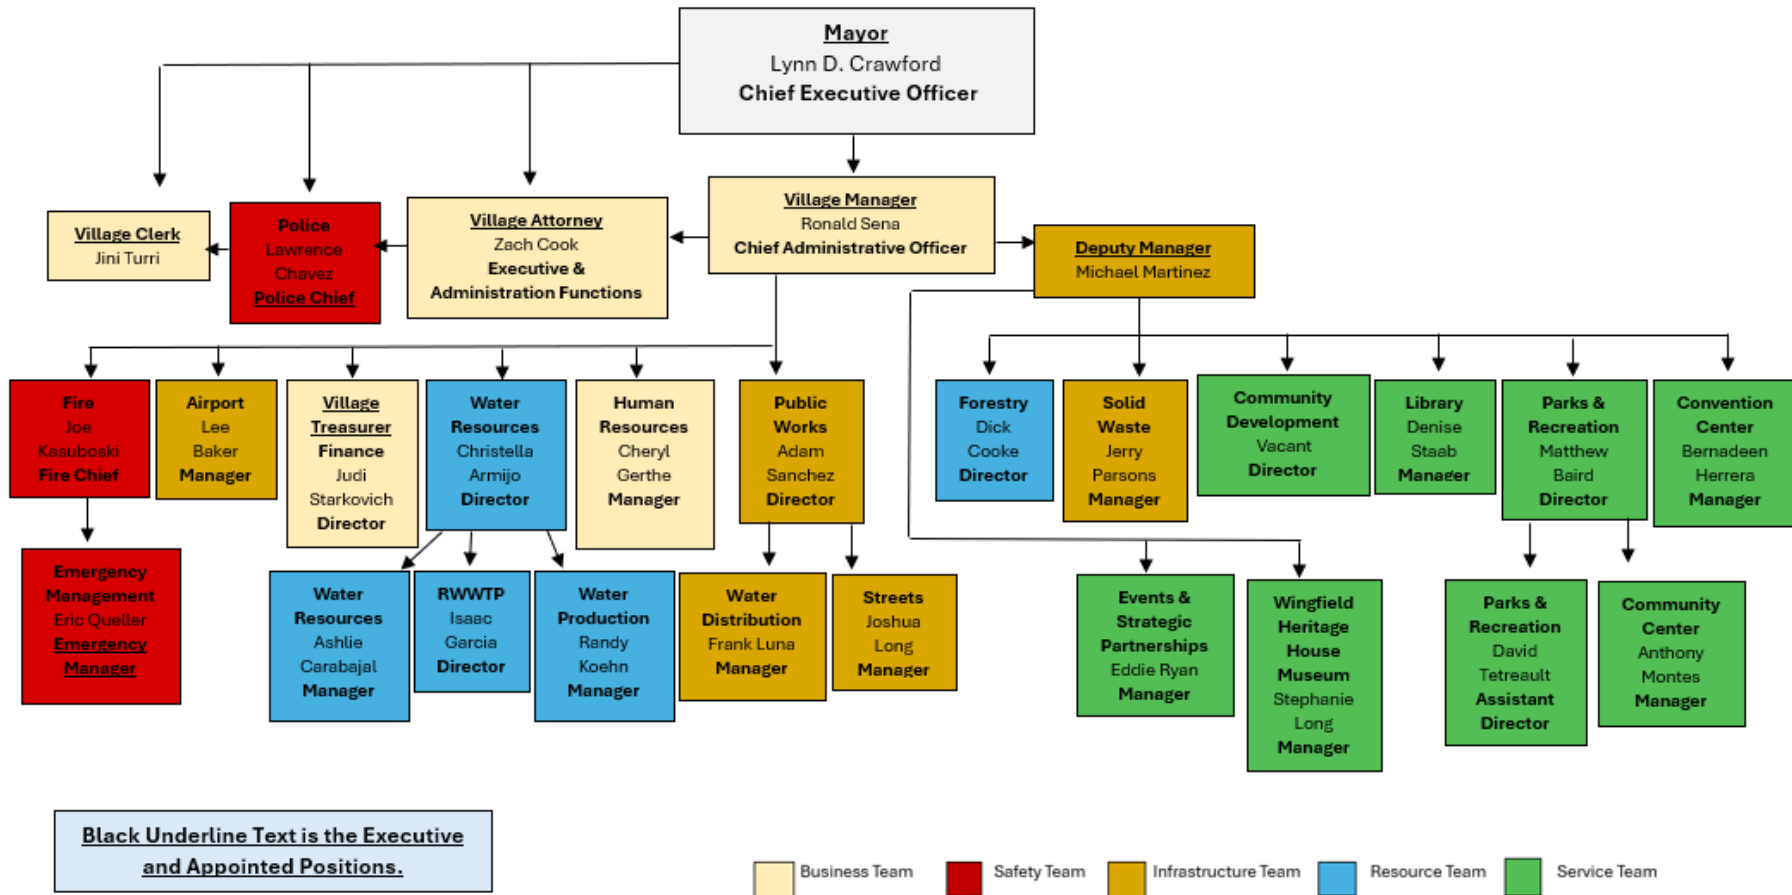 Mayor
Lynn D. Crawford
Chief Executive Officer
Village Clerk
Jini Turri
Police
Lawrence
Chavez
Police Chief
Village Attorney
Zach Cook
Executive &
Administration Functions
Village Manager
Ronald Sena
Chief Administrative Officer
Deputy Manager
Michael Martinez
Fire
Joe
Kasuboski
Fire Chief
Airport
Lee
Baker
Manager
Village
Treasurer
Finance
Judi
Starkovich
Director
Water
Resources
Christella
Armijo
Director
Human
Resources
Cheryl
Gerthe
Manager
Public
Works
Adam
Sanchez
Director
Forestry
Dick
Cooke
Director
Solid
Waste
Jerry
Parsons
Manager
Community
Development
Vacant
Director
Library
Denise
Staab
Manager
Parks &
Recreation
Matthew
Baird
Director
Convention
Center
Bernadeen
Herrera
Manager
Emergency
Management
Eric Queller
Emergency
Manager
Water
Resources
Ashlie
Carabajal
Manager
RWWTP
Isaac
Garcia
Director
Water
Production
Randy
Koehn
Manager
Water
Distribution
Frank Luna
Manager
Streets
Joshua
Long
Manager
Events &
Strategic
Partnerships
Eddie Ryan
Manager
Wingfield
Heritage
House
Museum
Stephanie
Long
Manager
Parks &
Recreation
David
Tetreault
Assistant
Director
Community
Center
Anthony
Montes
Manager
Black Underline Text is the Executive
and Appointed Positions.
Business Team
Safety Team
Infrastructure Team
Resource Team
Service Team